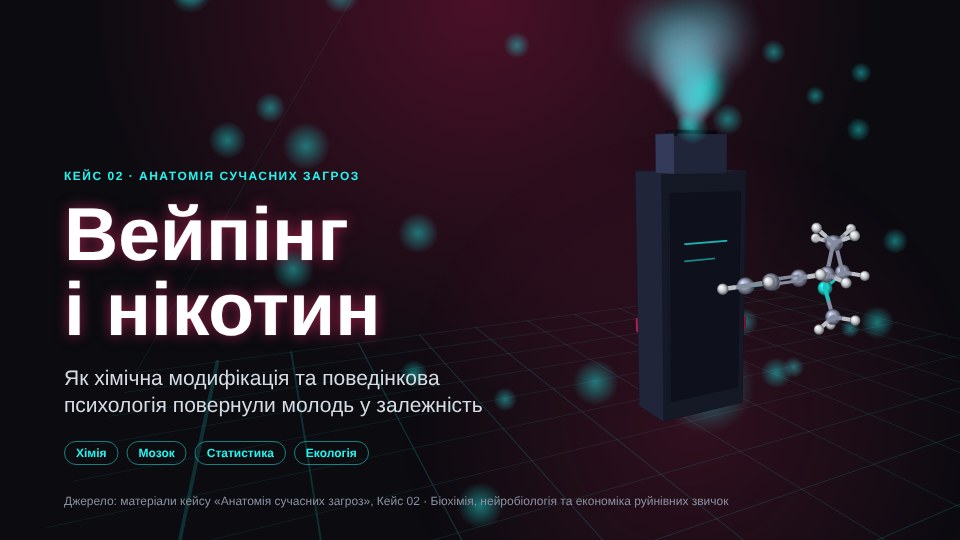 КЕЙС 02 · АНАТОМІЯ СУЧАСНИХ ЗАГРОЗ
Вейпінг
і нікотин
Як хімічна модифікація та поведінкова
психологія повернули молодь у залежність
Хімія Мозок Статистика Екологія
Джерело: матеріали кейсу «Анатомія сучасних загроз», Кейс 02 · Біохімія, нейробіологія та економіка руйнівних звичок